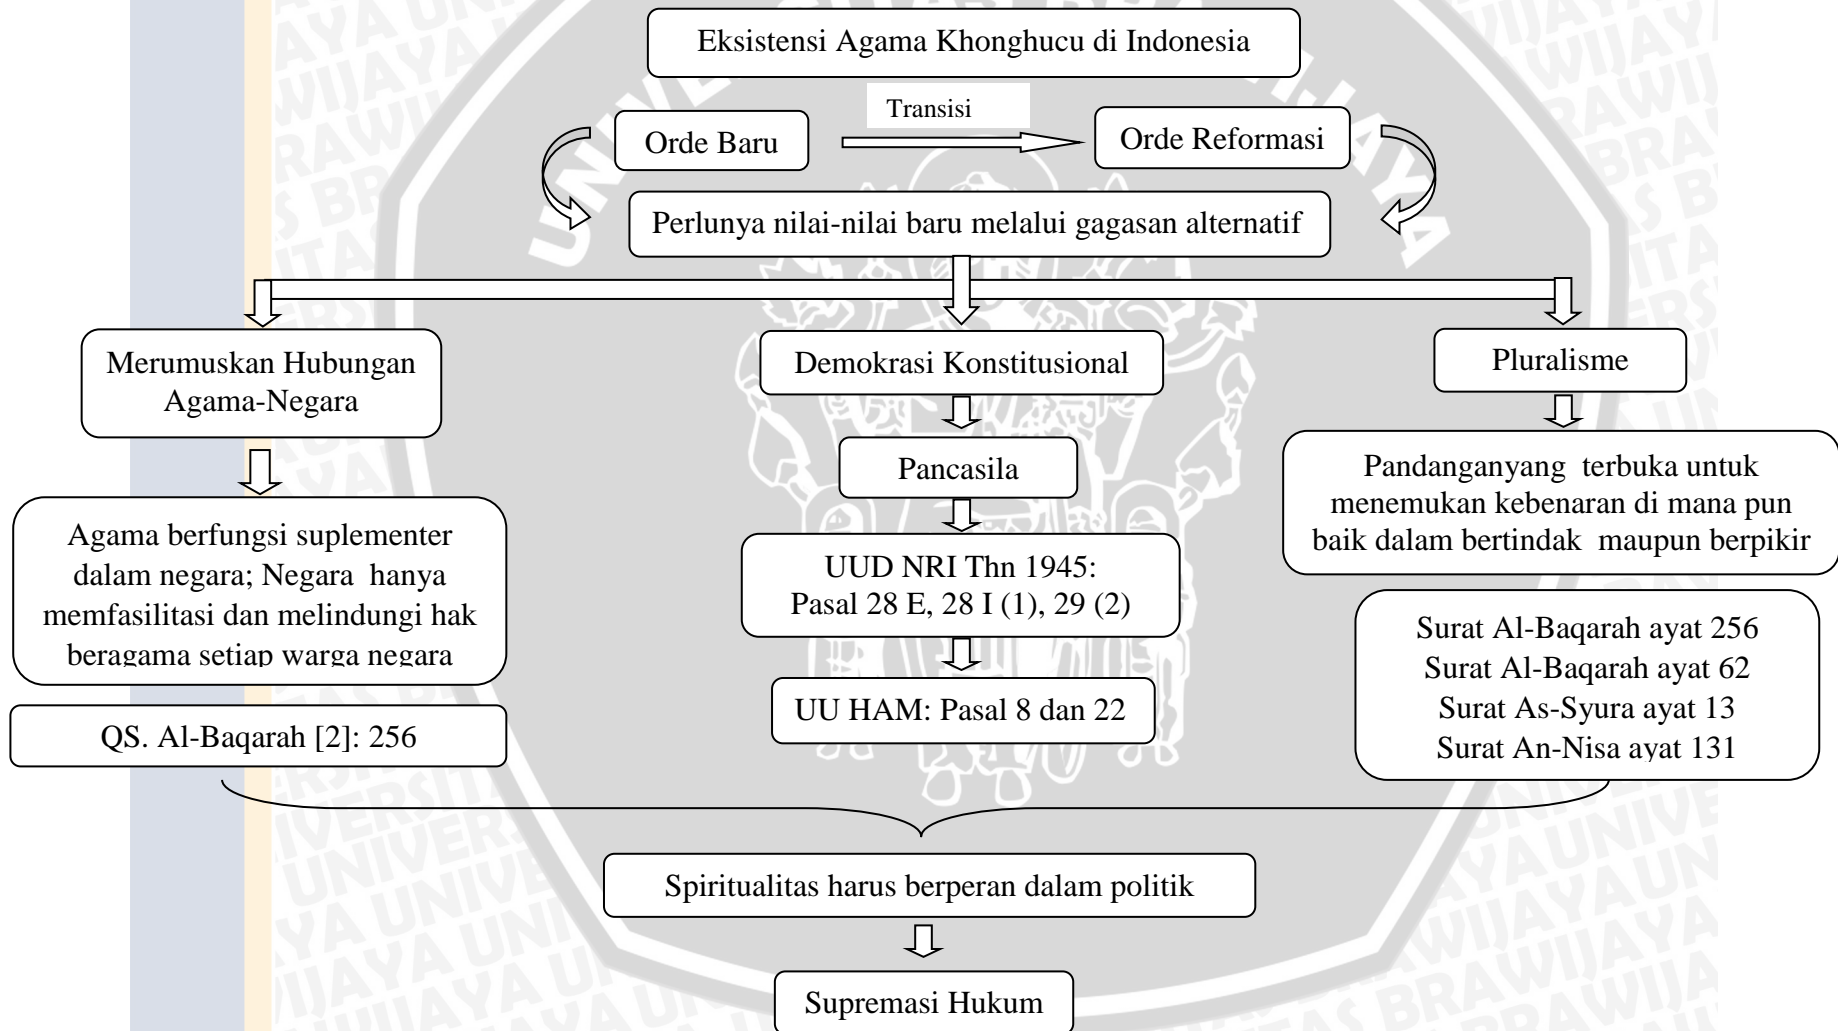 Eksistensi Agama Khonghucu di Indonesia
Transisi
Orde Baru
Orde Reformasi
Perlunya nilai-nilai baru melalui gagasan alternatif
Merumuskan Hubungan
Agama-Negara
Demokrasi Konstitusional
Pluralisme
Agama berfungsi suplementer
dalam negara; Negara  hanya
memfasilitasi dan melindungi hak
beragama setiap warga negara
QS. Al-Baqarah [2]: 256
Pancasila
UUD NRI Thn 1945:
Pasal 28 E, 28 I (1), 29 (2)
UU HAM: Pasal 8 dan 22
Pandanganyang  terbuka untuk
menemukan kebenaran di mana pun
baik dalam bertindak  maupun berpikir
Surat Al-Baqarah ayat 256
Surat Al-Baqarah ayat 62
Surat As-Syura ayat 13
Surat An-Nisa ayat 131
Spiritualitas harus berperan dalam politik
Supremasi Hukum